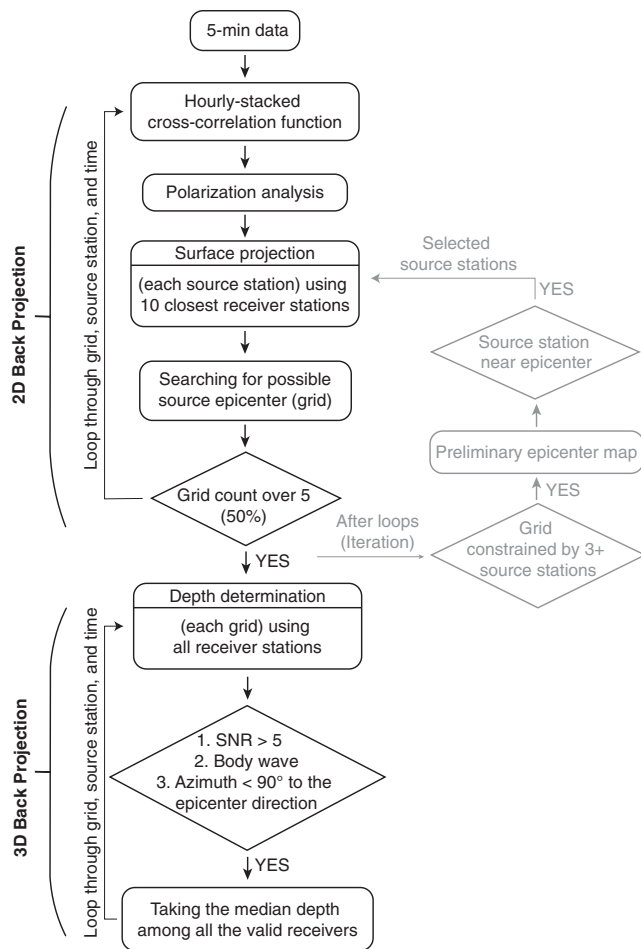 5-min data
Hourly-stacked
cross-correlation function
Polarization analysis
Surface projection
(each source station) using
10 closest receiver stations
Searching for possible
source epicenter (grid)
Grid count over 5
(50%)
YES
2D Back Projection
Loop through grid, source station, and time
After loops
(Iteration)
Grid
constrained by 3+
source stations
YES
Preliminary epicenter map
Source station
near epicenter
YES
Selected
source stations
Depth determination
(each grid) using
all receiver stations
1. SNR > 5
2. Body wave
3. Azimuth < 90° to the
epicenter direction
YES
Taking the median depth
among all the valid receivers
3D Back Projection
Loop through grid, source station, and time